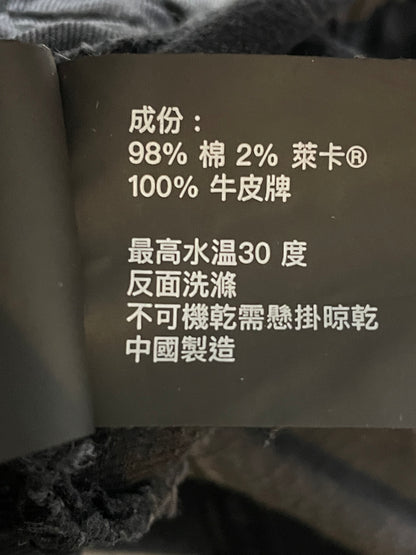 成份：
98% 棉 2% 萊卡®
100% 牛皮牌
最高水温30 度
反面洗滌
不可機乾需懸掛晾乾
中國製造